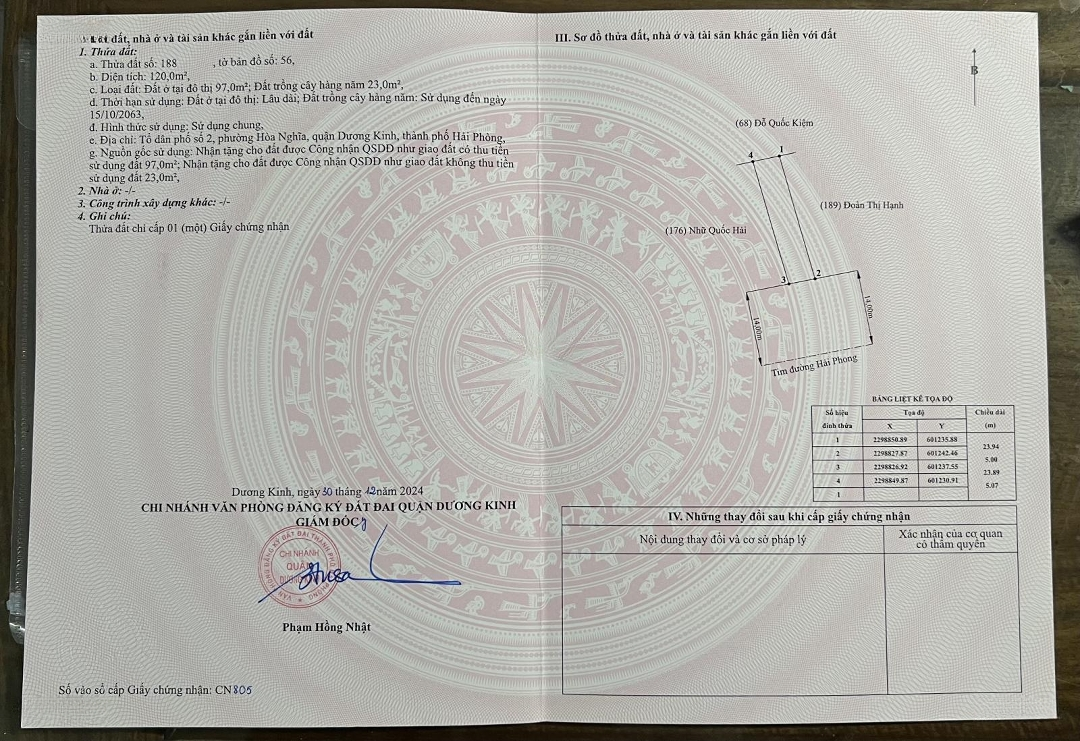 đất, nhà ở và tài sản khác gắn liền với đất
1. Thửa đất:
a. Thửa đất số: 188 , tờ bản đồ số: 56,
b. Diện tích: 120,0m²,
c. Loại đất: Đất ở tại đô thị 97,0m²; Đất trồng cây hàng năm 23,0m²,
d. Thời hạn sử dụng: Đất ở tại đô thị: Lâu dài; Đất trồng cây hàng năm: Sử dụng đến ngày
15/10/2063,
đ. Hình thức sử dụng: Sử dụng chung,
e. Địa chỉ: Tổ dân phố số 2, phường Hòa Nghĩa, quận Dương Kinh, thành phố Hải Phòng,
g. Nguồn gốc sử dụng: Nhận tặng cho đất được Công nhận QSDĐ như giao đất có thu tiền
sử dụng đất 97,0m²; Nhận tặng cho đất được Công nhận QSDĐ như giao đất không thu tiền
sử dụng đất 23,0m²,
2. Nhà ở: -/-
3. Công trình xây dựng khác: -/-
4. Ghi chú:
Thửa đất chỉ cấp 01 (một) Giấy chứng nhận
Dương Kinh, ngày 30 tháng 12 năm 2024
CHI NHÁNH VĂN PHÒNG ĐĂNG KÝ ĐẤT ĐAI QUẬN DƯƠNG KINH
GIÁM ĐỐC
VĂN PHÒNG ĐĂNG KÝ ĐẤT ĐAI THÀNH PHỐ
CHI NHÁNH
QUẬN
Phạm Hồng Nhật
Số vào sổ cấp Giấy chứng nhận: CN 805
III. Sơ đồ thửa đất, nhà ở và tài sản khác gắn liền với đất
B
(68) Đỗ Quốc Kiệm
4 1
(189) Đoàn Thị Hạnh
(176) Nhữ Quốc Hải
3 2
14.00m 14.00m
Tim đường Hải Phong
BẢNG LIỆT KÊ TỌA ĐỘ
Số hiệu đỉnh thửa Tọa độ Chiều dài (m)
X Y
1 2298850.89 601235.88
23.94
2 2298827.87 601242.46
5.00
3 2298826.92 601237.55
23.89
4 2298849.87 601230.91
5.07
1
IV. Những thay đổi sau khi cấp giấy chứng nhận
Nội dung thay đổi và cơ sở pháp lý
Xác nhận của cơ quan
có thẩm quyền